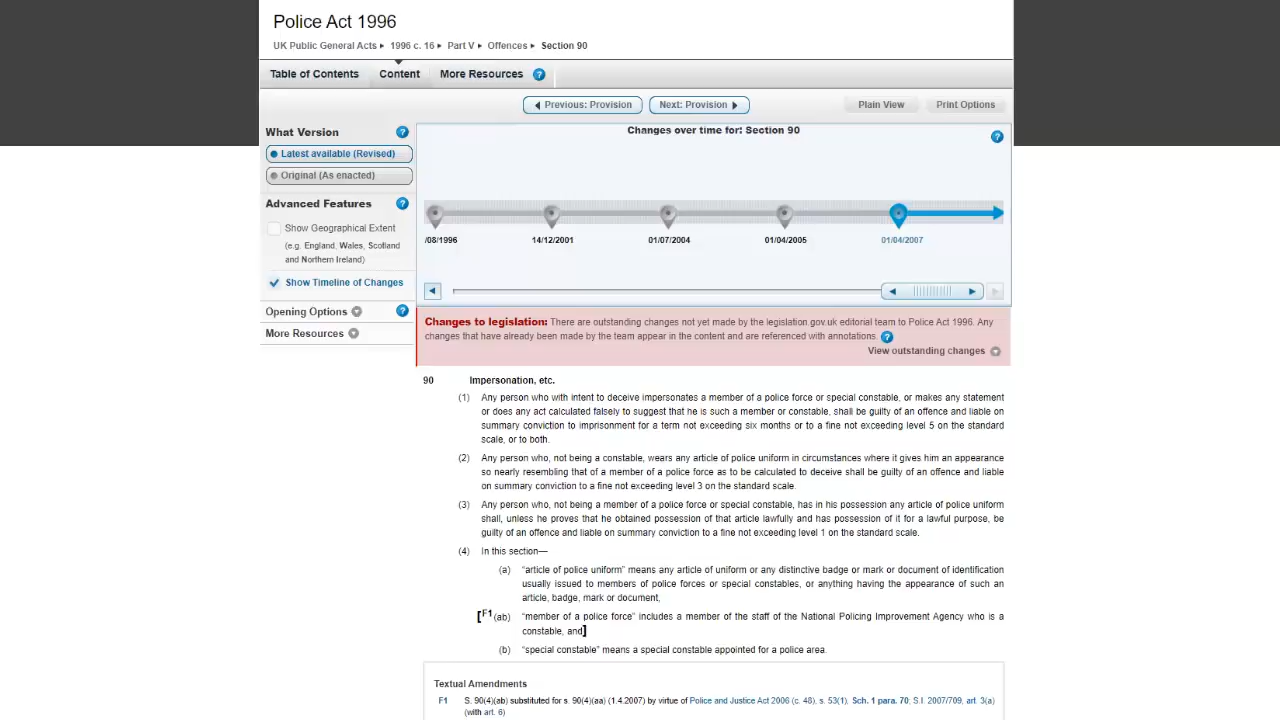 Police Act 1996
UK Public General Acts ▸ 1996 c. 16 ▸ Part V ▸ Offences ▸ Section 90
Table of Contents Content More Resources ?
Previous: Provision Next: Provision Plain View Print Options
What Version ?
Latest available (Revised)
Original (As enacted)
Advanced Features ?
Show Geographical Extent
(e.g. England, Wales, Scotland
and Northern Ireland)
Show Timeline of Changes
Opening Options ?
More Resources
Changes over time for: Section 90 ?
/08/1996 14/12/2001 01/07/2004 01/04/2005 01/04/2007
Changes to legislation: There are outstanding changes not yet made by the legislation.gov.uk editorial team to Police Act 1996. Any
changes that have already been made by the team appear in the content and are referenced with annotations. ?
View outstanding changes
90 Impersonation, etc.
(1) Any person who with intent to deceive impersonates a member of a police force or special constable, or makes any statement
or does any act calculated falsely to suggest that he is such a member or constable, shall be guilty of an offence and liable on
summary conviction to imprisonment for a term not exceeding six months or to a fine not exceeding level 5 on the standard
scale, or to both.
(2) Any person who, not being a constable, wears any article of police uniform in circumstances where it gives him an appearance
so nearly resembling that of a member of a police force as to be calculated to deceive shall be guilty of an offence and liable
on summary conviction to a fine not exceeding level 3 on the standard scale.
(3) Any person who, not being a member of a police force or special constable, has in his possession any article of police uniform
shall, unless he proves that he obtained possession of that article lawfully and has possession of it for a lawful purpose, be
guilty of an offence and liable on summary conviction to a fine not exceeding level 1 on the standard scale.
(4) In this section—
(a) “article of police uniform” means any article of uniform or any distinctive badge or mark or document of identification
usually issued to members of police forces or special constables, or anything having the appearance of such an
article, badge, mark or document,
[F1(ab) “member of a police force” includes a member of the staff of the National Policing Improvement Agency who is a
constable, and]
(b) “special constable” means a special constable appointed for a police area.
Textual Amendments
F1 S. 90(4)(ab) substituted for s. 90(4)(aa) (1.4.2007) by virtue of Police and Justice Act 2006 (c. 48), s. 53(1), Sch. 1 para. 70; S.I. 2007/709, art. 3(a)
(with art. 6)